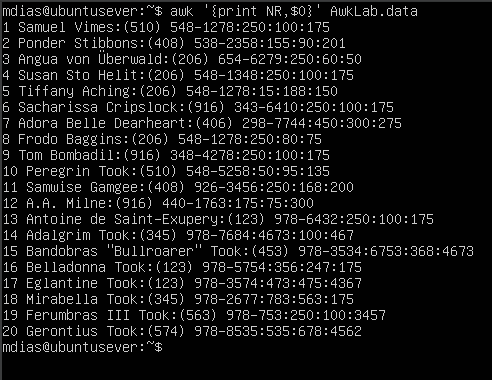 mdias@ubuntusever:~$ awk '{print NR,$0}' AwkLab.data
1 Samuel Vimes:(510) 548-1278:250:100:175
2 Ponder Stibbons:(408) 538-2358:155:90:201
3 Angua von Überwald:(206) 654-6279:250:60:50
4 Susan Sto Helit:(206) 548-1348:250:100:175
5 Tiffany Aching:(206) 548-1278:15:188:150
6 Sacharissa Cripslock:(916) 343-6410:250:100:175
7 Adora Belle Dearheart:(406) 298-7744:450:300:275
8 Frodo Baggins:(206) 548-1278:250:80:75
9 Tom Bombadil:(916) 348-4278:250:100:175
10 Peregrin Took:(510) 548-5258:50:95:135
11 Samwise Gamgee:(408) 926-3456:250:168:200
12 A.A. Milne:(916) 440-1763:175:75:300
13 Antoine de Saint-Exupery:(123) 978-6432:250:100:175
14 Adalgrim Took:(345) 978-7684:4673:100:467
15 Bandobras "Bullroarer" Took:(453) 978-3534:6753:368:4673
16 Belladonna Took:(123) 978-5754:356:247:175
17 Eglantine Took:(123) 978-3574:473:475:4367
18 Mirabella Took:(345) 978-2677:783:563:175
19 Ferumbras III Took:(563) 978-753:250:100:3457
20 Gerontius Took:(574) 978-8535:535:678:4562
mdias@ubuntusever:~$